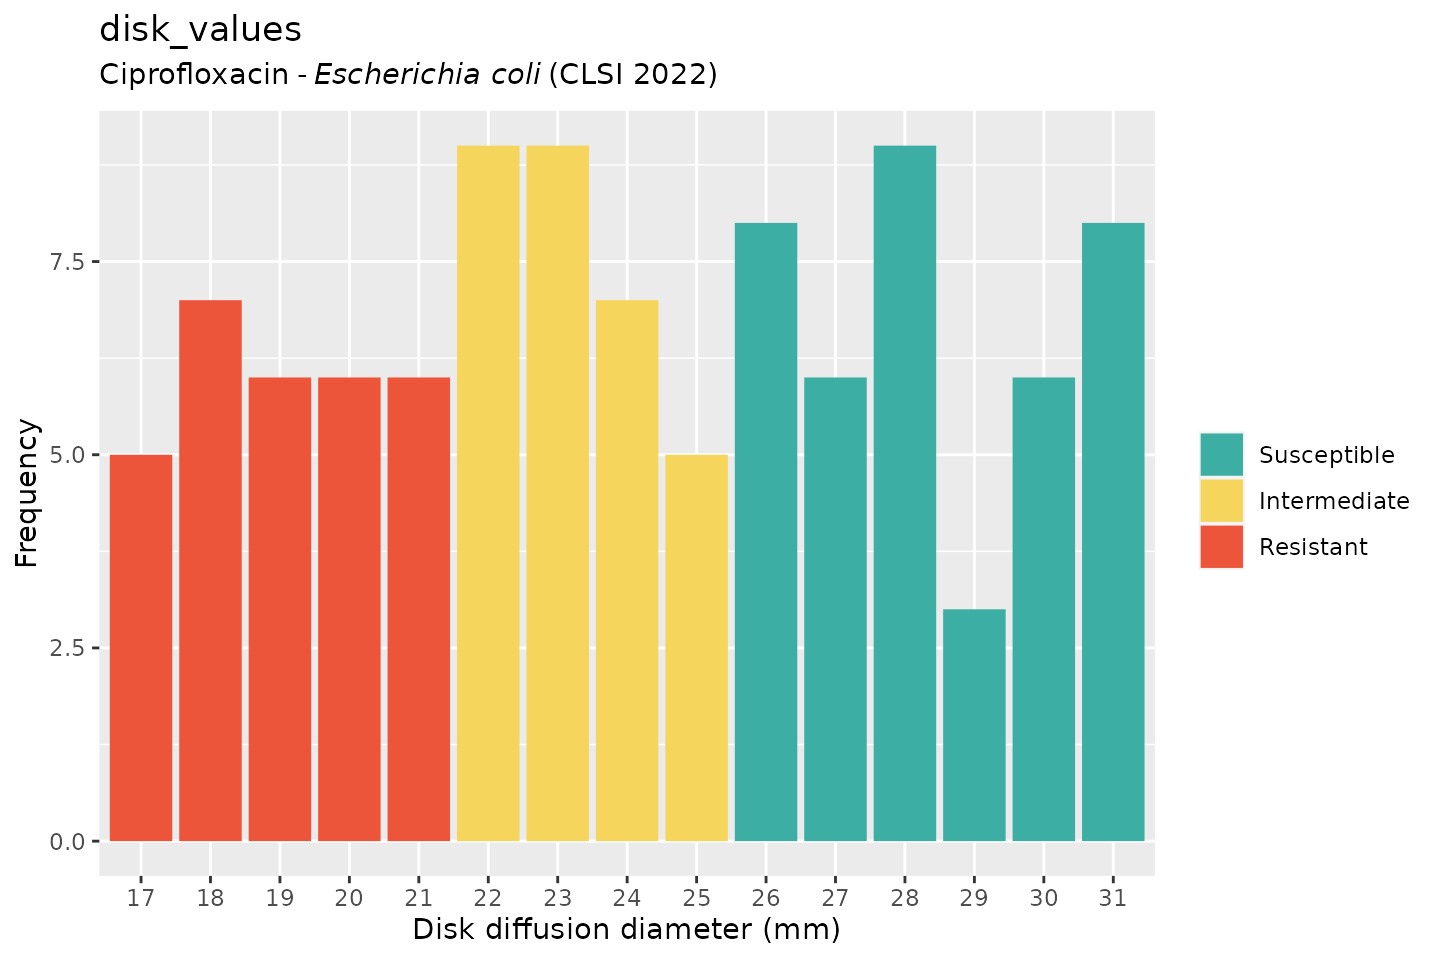 disk_values
Ciprofloxacin - Escherichia coli (CLSI 2022)
Frequency
7.5
5.0
2.5
0.0
17 18 19 20 21 22 23 24 25 26 27 28 29 30 31
Disk diffusion diameter (mm)
Susceptible
Intermediate
Resistant